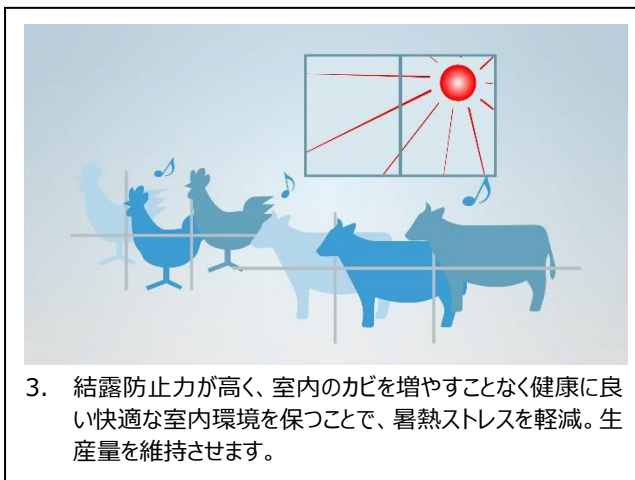 3. 結露防止力が高く、室内のカビを増やすことなく健康に良
い快適な室内環境を保つことで、暑熱ストレスを軽減。生
産量を維持させます。